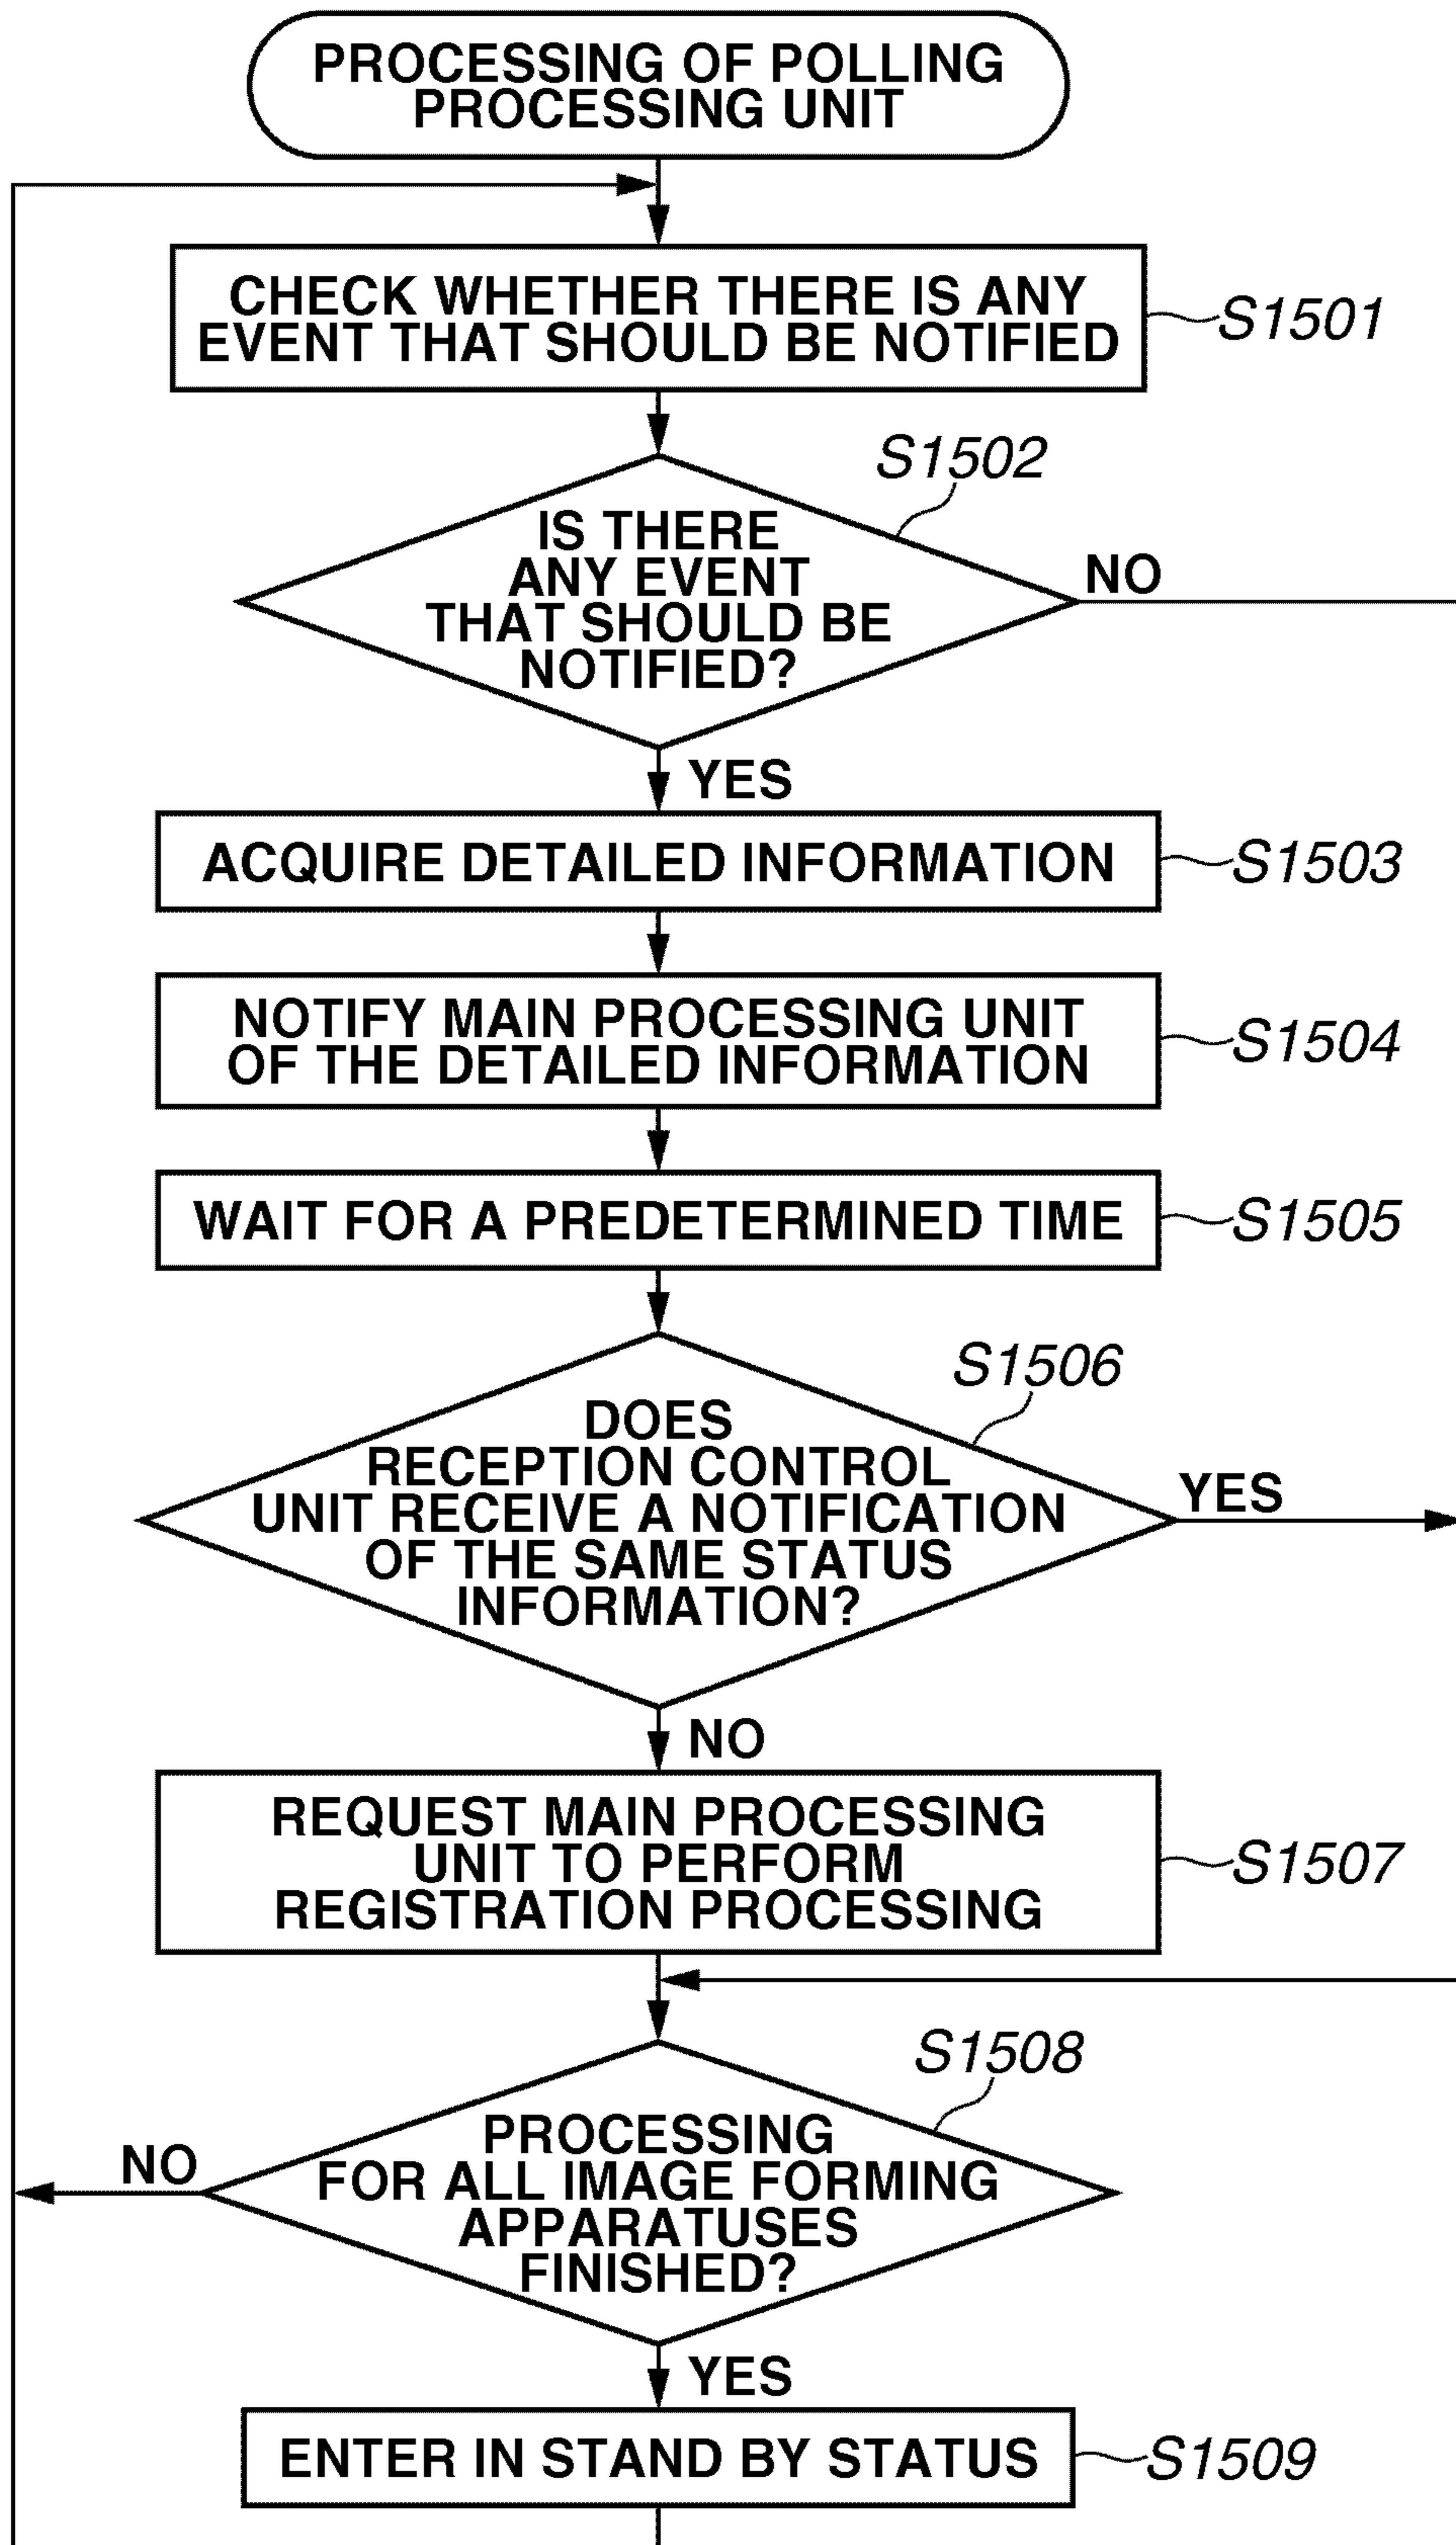 PROCESSING OF POLLING
PROCESSING UNIT
CHECK WHETHER THERE IS ANY
EVENT THAT SHOULD BE NOTIFIED
S1501
S1502
IS THERE
ANY EVENT
THAT SHOULD BE
NOTIFIED?
NO
YES
ACQUIRE DETAILED INFORMATION
S1503
NOTIFY MAIN PROCESSING UNIT
OF THE DETAILED INFORMATION
S1504
WAIT FOR A PREDETERMINED TIME
S1505
S1506
DOES
RECEPTION CONTROL
UNIT RECEIVE A NOTIFICATION
OF THE SAME STATUS
INFORMATION?
YES
NO
REQUEST MAIN PROCESSING
UNIT TO PERFORM
REGISTRATION PROCESSING
S1507
S1508
PROCESSING
FOR ALL IMAGE FORMING
APPARATUSES
FINISHED?
NO
YES
ENTER IN STAND BY STATUS
S1509